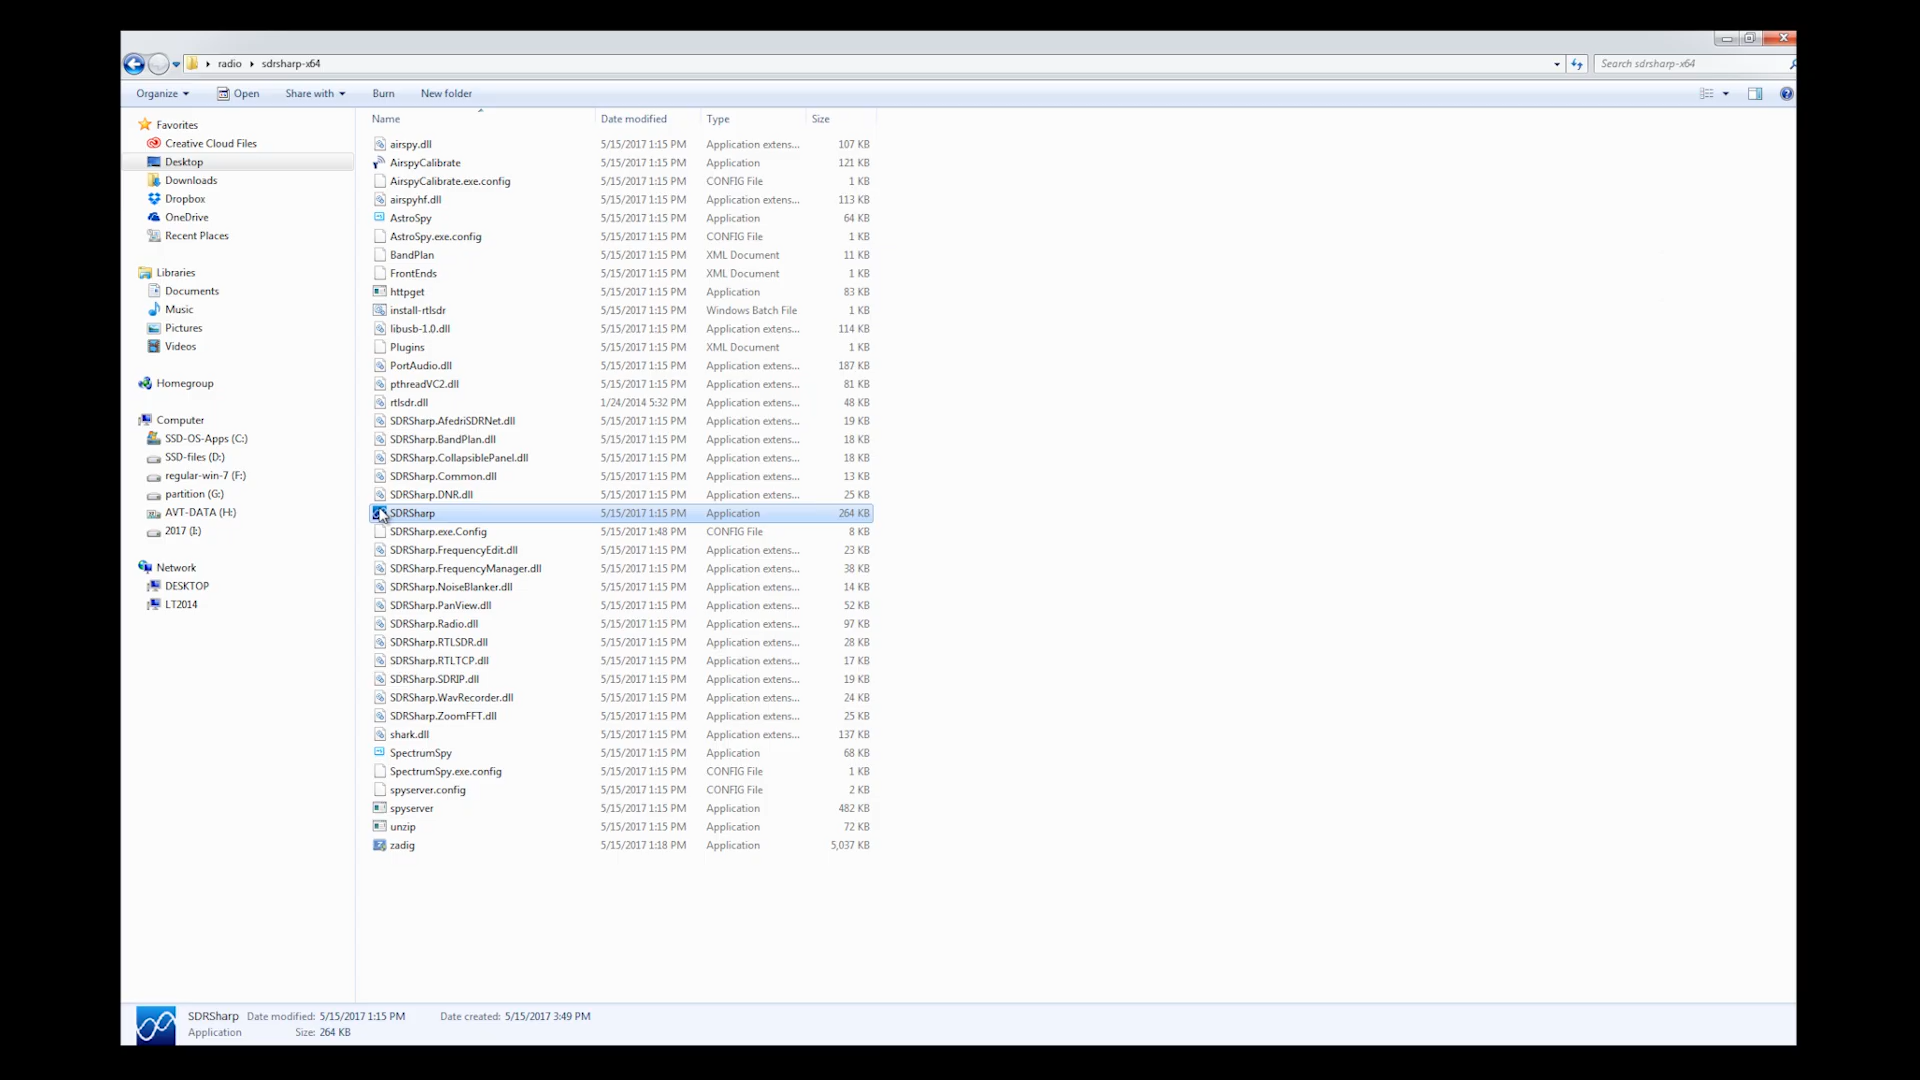 radio sdrsharp-x64 Search sdrsharp-x64
Organize Open Share with Burn New folder
Favorites
Creative Cloud Files
Desktop
Downloads
Dropbox
OneDrive
Recent Places
Libraries
Documents
Music
Pictures
Videos
Homegroup
Computer
SSD-OS-Apps (C:)
SSD-files (D:)
regular-win-7 (F:)
partition (G:)
AVT-DATA (H:)
2017 (I:)
Network
DESKTOP
LT2014
Name Date modified Type Size
airspy.dll 5/15/2017 1:15 PM Application extens... 107 KB
AirspyCalibrate 5/15/2017 1:15 PM Application 121 KB
AirspyCalibrate.exe.config 5/15/2017 1:15 PM CONFIG File 1 KB
airspyhf.dll 5/15/2017 1:15 PM Application extens... 113 KB
AstroSpy 5/15/2017 1:15 PM Application 64 KB
AstroSpy.exe.config 5/15/2017 1:15 PM CONFIG File 1 KB
BandPlan 5/15/2017 1:15 PM XML Document 11 KB
FrontEnds 5/15/2017 1:15 PM XML Document 1 KB
httpget 5/15/2017 1:15 PM Application 83 KB
install-rtlsdr 5/15/2017 1:15 PM Windows Batch File 1 KB
libusb-1.0.dll 5/15/2017 1:15 PM Application extens... 114 KB
Plugins 5/15/2017 1:15 PM XML Document 1 KB
PortAudio.dll 5/15/2017 1:15 PM Application extens... 187 KB
pthreadVC2.dll 5/15/2017 1:15 PM Application extens... 81 KB
rtlsdr.dll 1/24/2014 5:32 PM Application extens... 48 KB
SDRSharp.AfedriSDRNet.dll 5/15/2017 1:15 PM Application extens... 19 KB
SDRSharp.BandPlan.dll 5/15/2017 1:15 PM Application extens... 18 KB
SDRSharp.CollapsiblePanel.dll 5/15/2017 1:15 PM Application extens... 18 KB
SDRSharp.Common.dll 5/15/2017 1:15 PM Application extens... 13 KB
SDRSharp.DNR.dll 5/15/2017 1:15 PM Application extens... 25 KB
SDRSharp 5/15/2017 1:15 PM Application 264 KB
SDRSharp.exe.Config 5/15/2017 1:48 PM CONFIG File 8 KB
SDRSharp.FrequencyEdit.dll 5/15/2017 1:15 PM Application extens... 23 KB
SDRSharp.FrequencyManager.dll 5/15/2017 1:15 PM Application extens... 38 KB
SDRSharp.NoiseBlanker.dll 5/15/2017 1:15 PM Application extens... 14 KB
SDRSharp.PanView.dll 5/15/2017 1:15 PM Application extens... 52 KB
SDRSharp.Radio.dll 5/15/2017 1:15 PM Application extens... 97 KB
SDRSharp.RTLSDR.dll 5/15/2017 1:15 PM Application extens... 28 KB
SDRSharp.RTLTCP.dll 5/15/2017 1:15 PM Application extens... 17 KB
SDRSharp.SDRIP.dll 5/15/2017 1:15 PM Application extens... 19 KB
SDRSharp.WavRecorder.dll 5/15/2017 1:15 PM Application extens... 24 KB
SDRSharp.ZoomFFT.dll 5/15/2017 1:15 PM Application extens... 25 KB
shark.dll 5/15/2017 1:15 PM Application extens... 137 KB
SpectrumSpy 5/15/2017 1:15 PM Application 68 KB
SpectrumSpy.exe.config 5/15/2017 1:15 PM CONFIG File 1 KB
spyserver.config 5/15/2017 1:15 PM CONFIG File 2 KB
spyserver 5/15/2017 1:15 PM Application 482 KB
unzip 5/15/2017 1:15 PM Application 72 KB
zadig 5/15/2017 1:18 PM Application 5,037 KB
SDRSharp Date modified: 5/15/2017 1:15 PM Date created: 5/15/2017 3:49 PM
Application Size: 264 KB